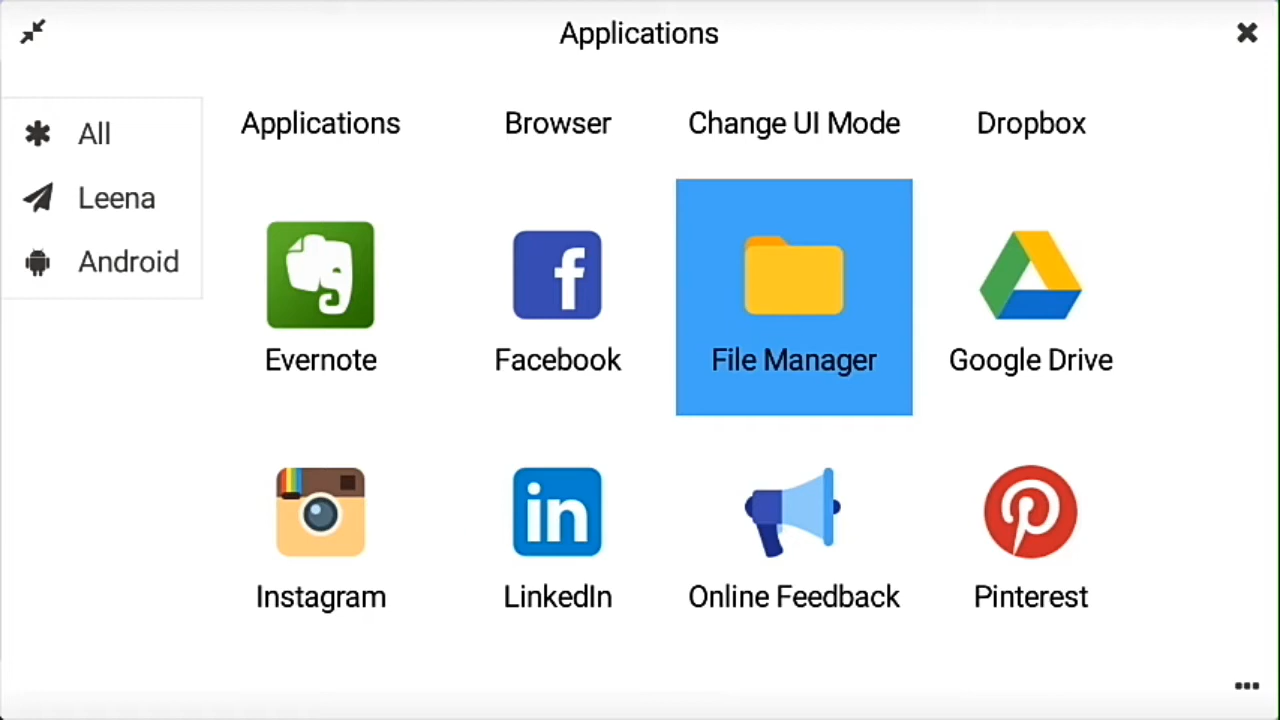 Applications
All
Leena
Android
Applications Browser Change UI Mode Dropbox
Evernote Facebook File Manager Google Drive
Instagram LinkedIn Online Feedback Pinterest